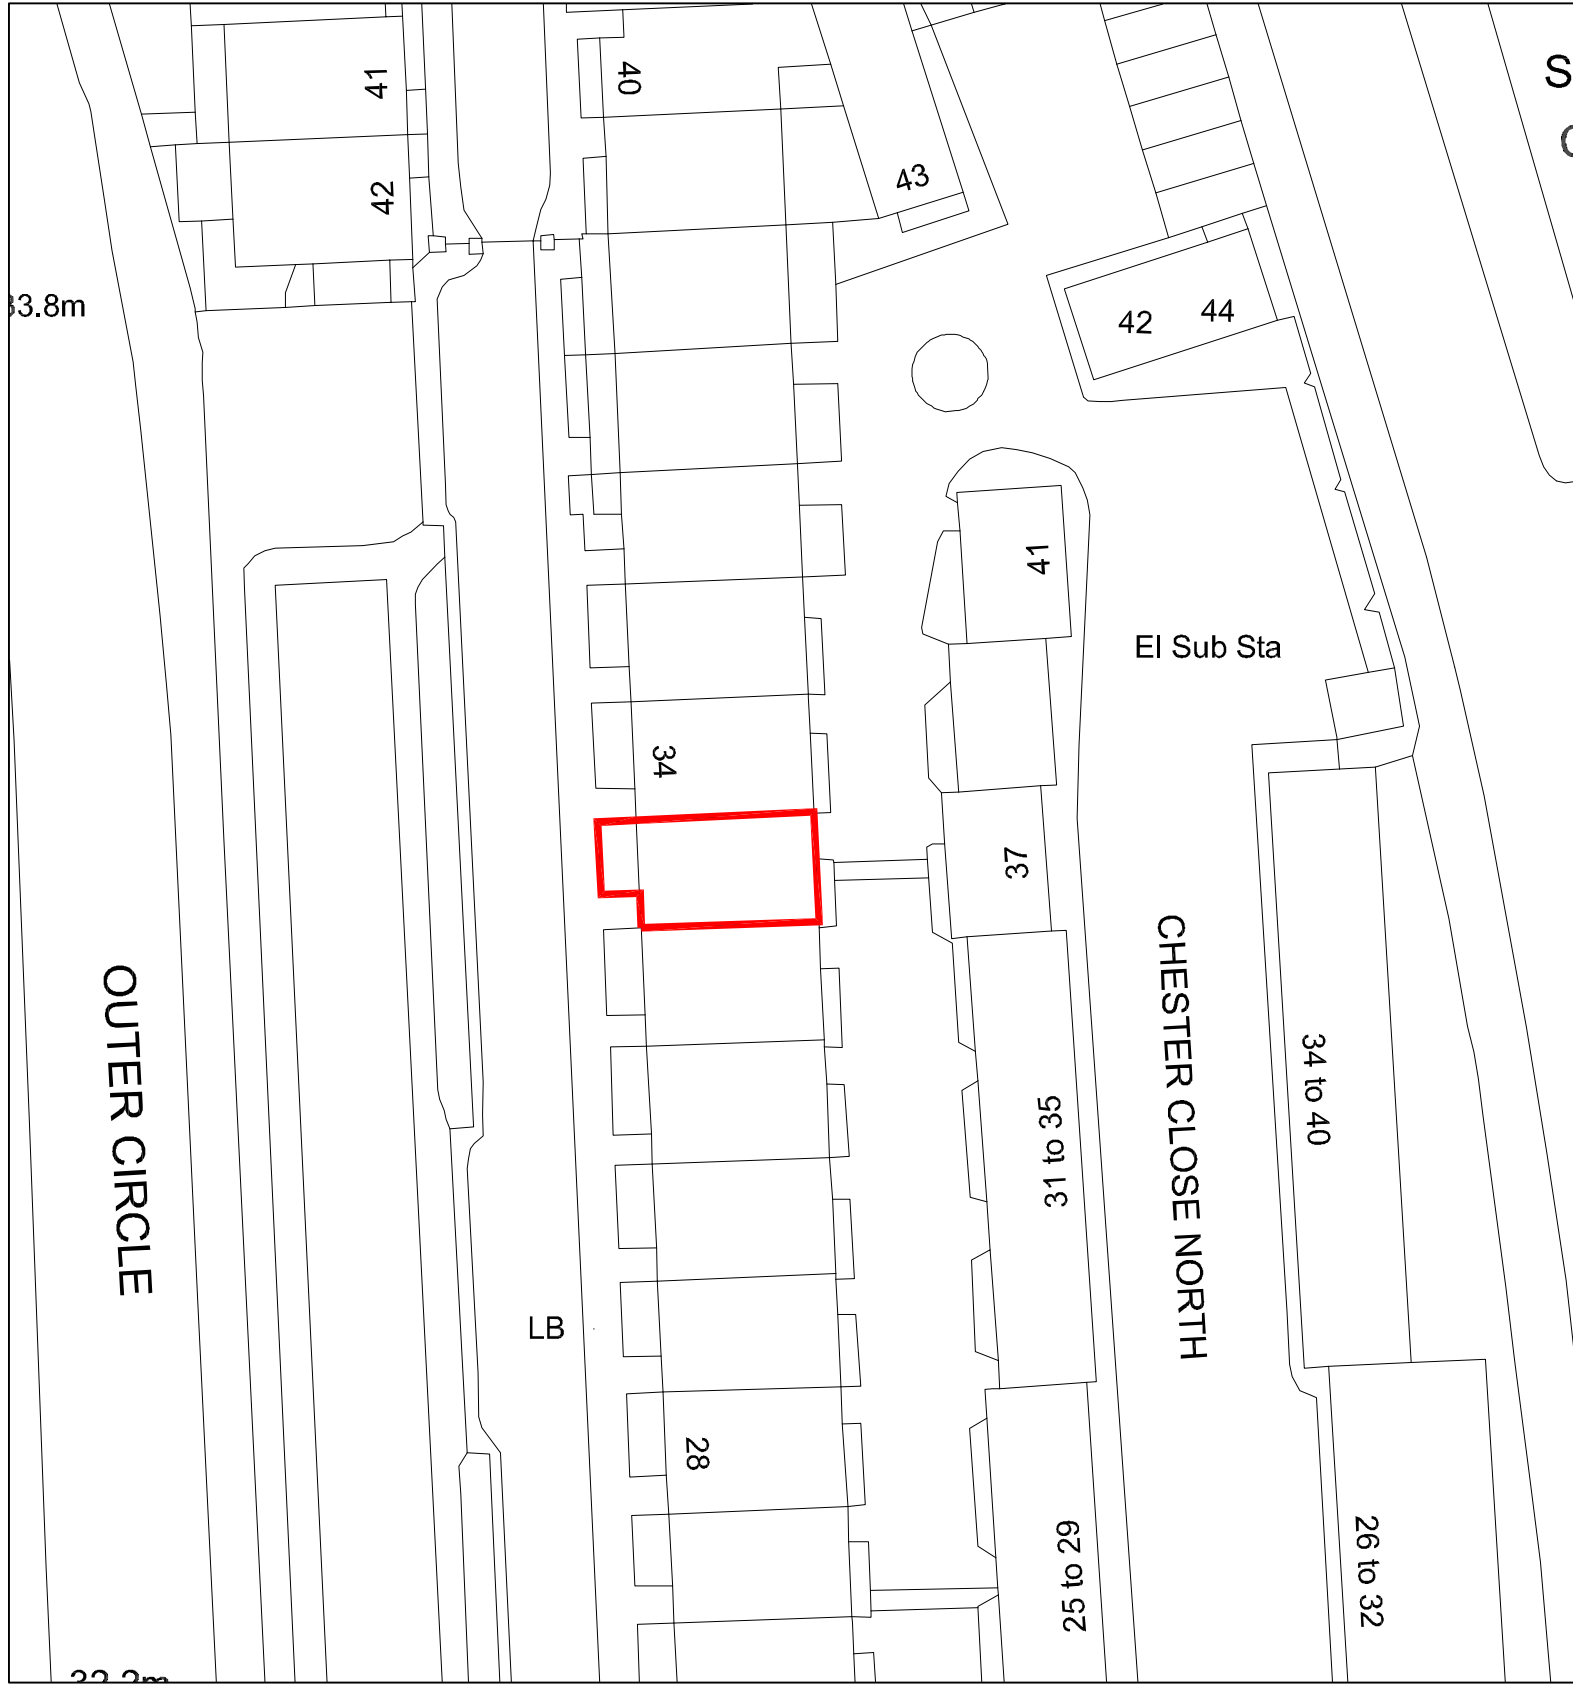 41
40
S
42
43
33.8m
42
44
41
El Sub Sta
34
37
OUTER CIRCLE
CHESTER CLOSE NORTH
34 to 40
31 to 35
LB
28
25 to 29
26 to 32